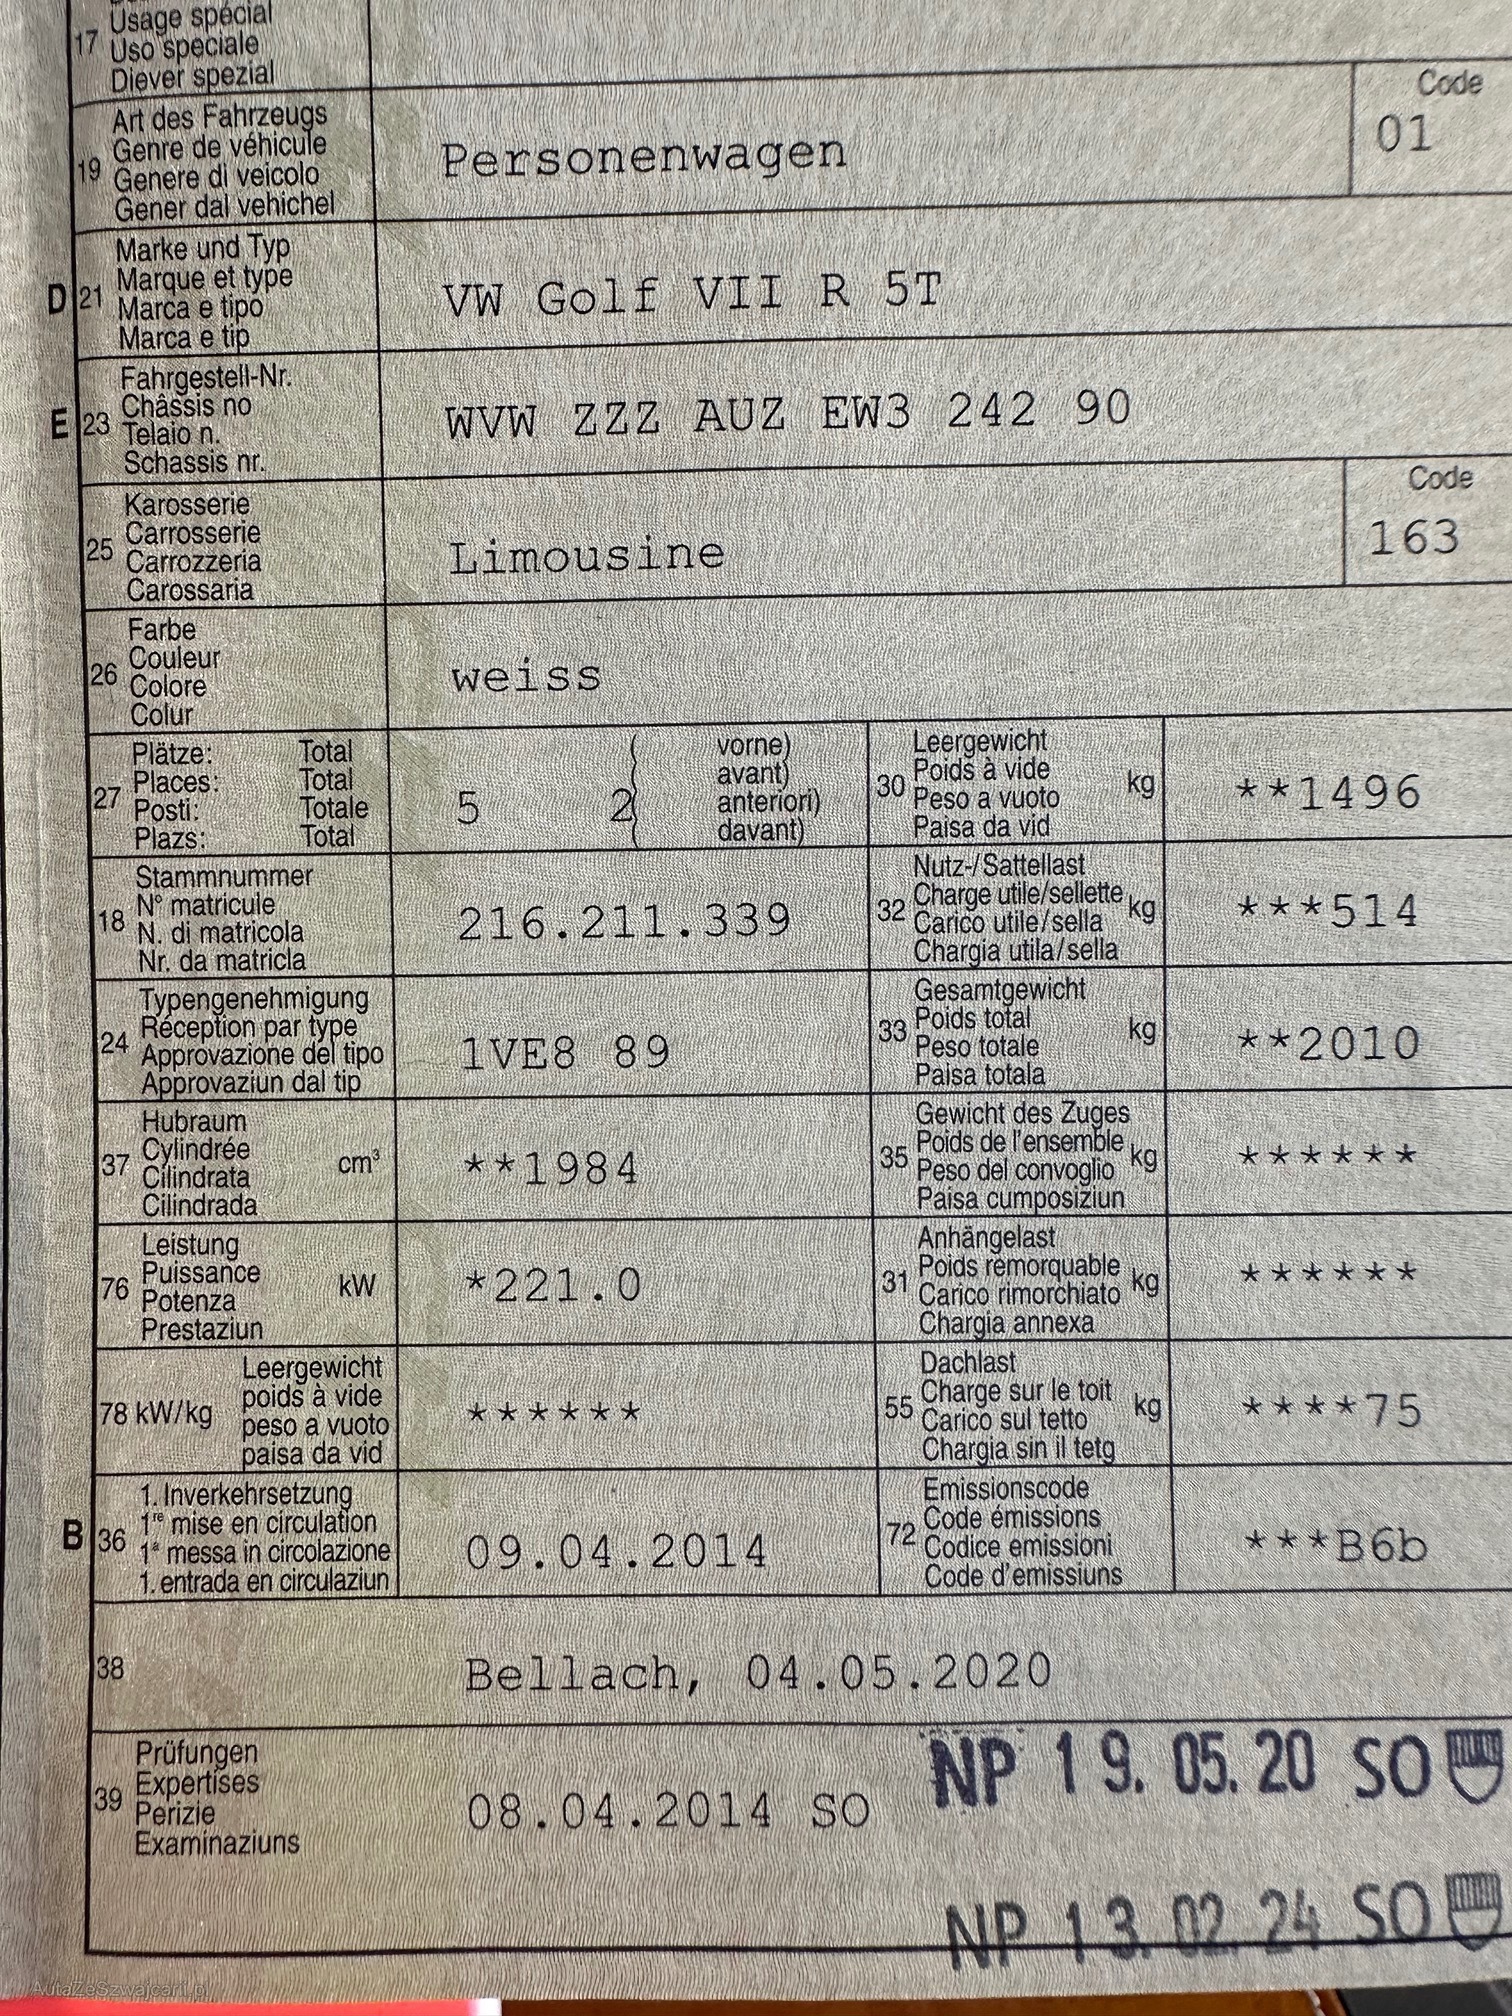 17
Usage spécial
Uso speciale
Diever spezial
19
Art des Fahrzeugs
Genre de véhicule
Genere di veicolo
Gener dal vehichel
Personenwagen
Code
01
D 21
Marke und Typ
Marque et type
Marca e tipo
Marca e tip
VW Golf VII R 5T
E 23
Fahrgestell-Nr.
Châssis no
Telaio n.
Schassis nr.
WVW ZZZ AUZ EW3 242 90
25
Karosserie
Carrosserie
Carrozzeria
Carossaria
Limousine
Code
163
26
Farbe
Couleur
Colore
Colur
weiss
27
Plätze: Total
Places: Total
Posti: Totale
Plazs: Total
5 2
( vorne)
avant)
anteriori)
( davant)
30
Leergewicht
Poids à vide
Peso a vuoto
Paisa da vid
kg
**1496
18
Stammnummer
N° matricule
N. di matricola
Nr. da matricla
216.211.339
32
Nutz-/Sattellast
Charge utile/sellette
Carico utile/sella
Chargia utila/sella
kg
***514
24
Typengenehmigung
Réception par type
Approvazione del tipo
Approvaziun dal tip
1VE8 89
33
Gesamtgewicht
Poids total
Peso totale
Paisa totala
kg
**2010
37
Hubraum
Cylindrée
Cilindrata
Cilindrada
cm³
**1984
35
Gewicht des Zuges
Poids de l'ensemble
Peso del convoglio
Paisa cumposiziun
kg
******
76
Leistung
Puissance
Potenza
Prestaziun
kW
*221.0
31
Anhängelast
Poids remorquable
Carico rimorchiato
Chargia annexa
kg
******
78 kW/kg
Leergewicht
poids à vide
peso a vuoto
paisa da vid
******
55
Dachlast
Charge sur le toit
Carico sul tetto
Chargia sin il tetg
kg
****75
B 36
1. Inverkehrsetzung
1re mise en circulation
1a messa in circolazione
1. entrada en circulaziun
09.04.2014
72
Emissionscode
Code émissions
Codice emissioni
Code d'emissiuns
***B6b
38
Bellach, 04.05.2020
39
Prüfungen
Expertises
Perizie
Examinaziuns
08.04.2014 SO
NP 19.05.20 SO
NP 13.02.24 SO
AutaZeSzwajcarii.pl